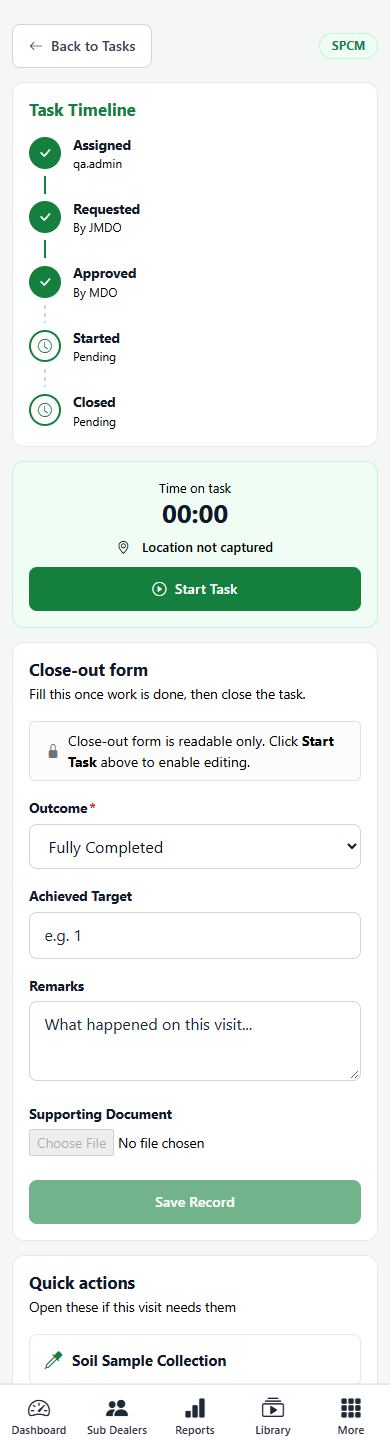 Back to Tasks
SPCM
Task Timeline
Assigned
qa.admin
Requested
By JMDO
Approved
By MDO
Started
Pending
Closed
Pending
Time on task
00:00
Location not captured
Start Task
Close-out form
Fill this once work is done, then close the task.
Close-out form is readable only. Click Start
Task above to enable editing.
Outcome*
Fully Completed
Achieved Target
e.g. 1
Remarks
What happened on this visit...
Supporting Document
Choose File No file chosen
Save Record
Quick actions
Open these if this visit needs them
Soil Sample Collection
Dashboard Sub Dealers Reports Library More